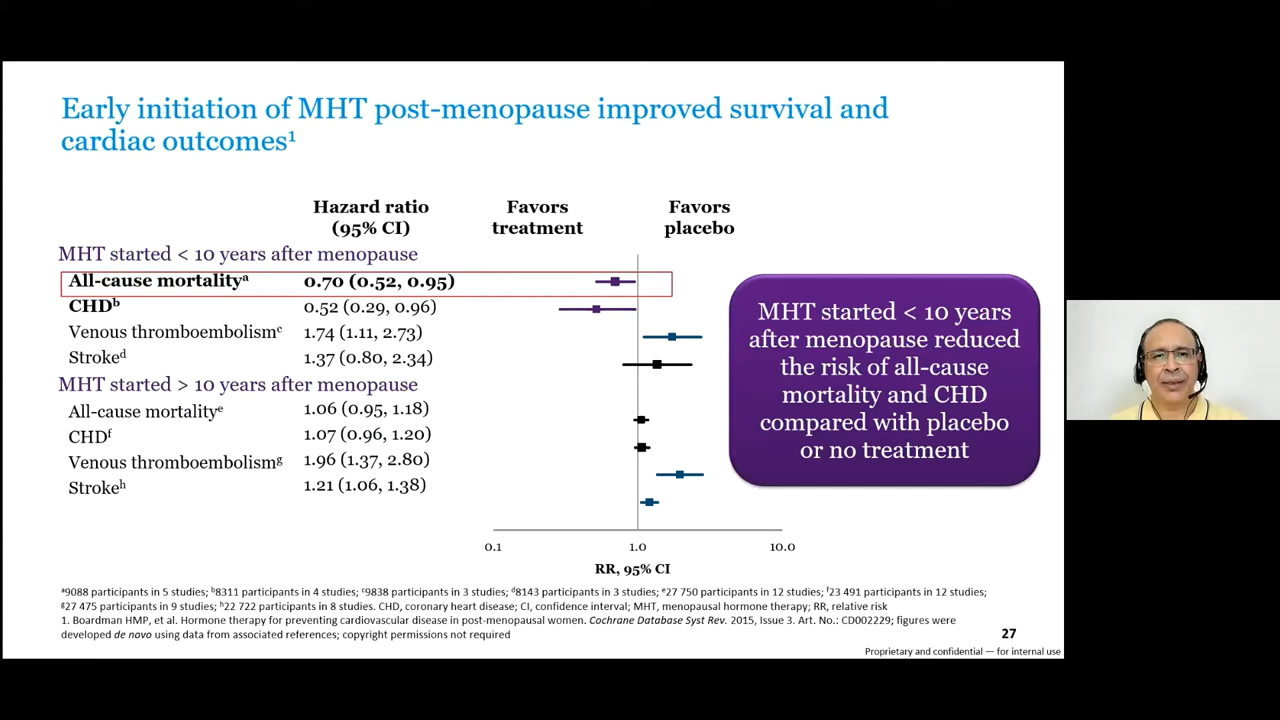 Early initiation of MHT post-menopause improved survival and
cardiac outcomes¹
Hazard ratio
(95% CI)
Favors
treatment
Favors
placebo
MHT started < 10 years after menopause
All-cause mortalityᵃ 0.70 (0.52, 0.95)
CHDᵇ 0.52 (0.29, 0.96)
Venous thromboembolismᶜ 1.74 (1.11, 2.73)
Strokeᵈ 1.37 (0.80, 2.34)
MHT started > 10 years after menopause
All-cause mortalityᵉ 1.06 (0.95, 1.18)
CHDᶠ 1.07 (0.96, 1.20)
Venous thromboembolismᵍ 1.96 (1.37, 2.80)
Strokeʰ 1.21 (1.06, 1.38)
0.1 1.0 10.0
RR, 95% CI
MHT started < 10 years
after menopause reduced
the risk of all-cause
mortality and CHD
compared with placebo
or no treatment
ᵃ9088 participants in 5 studies; ᵇ8311 participants in 4 studies; ᶜ9838 participants in 3 studies; ᵈ8143 participants in 3 studies; ᵉ27 750 participants in 12 studies; ᶠ23 491 participants in 12 studies;
ᵍ27 475 participants in 9 studies; ʰ22 722 participants in 8 studies. CHD, coronary heart disease; CI, confidence interval; MHT, menopausal hormone therapy; RR, relative risk
1. Boardman HMP, et al. Hormone therapy for preventing cardiovascular disease in post-menopausal women. Cochrane Database Syst Rev. 2015, Issue 3. Art. No.: CD002229; figures were
developed de novo using data from associated references; copyright permissions not required
27
Proprietary and confidential — for internal use